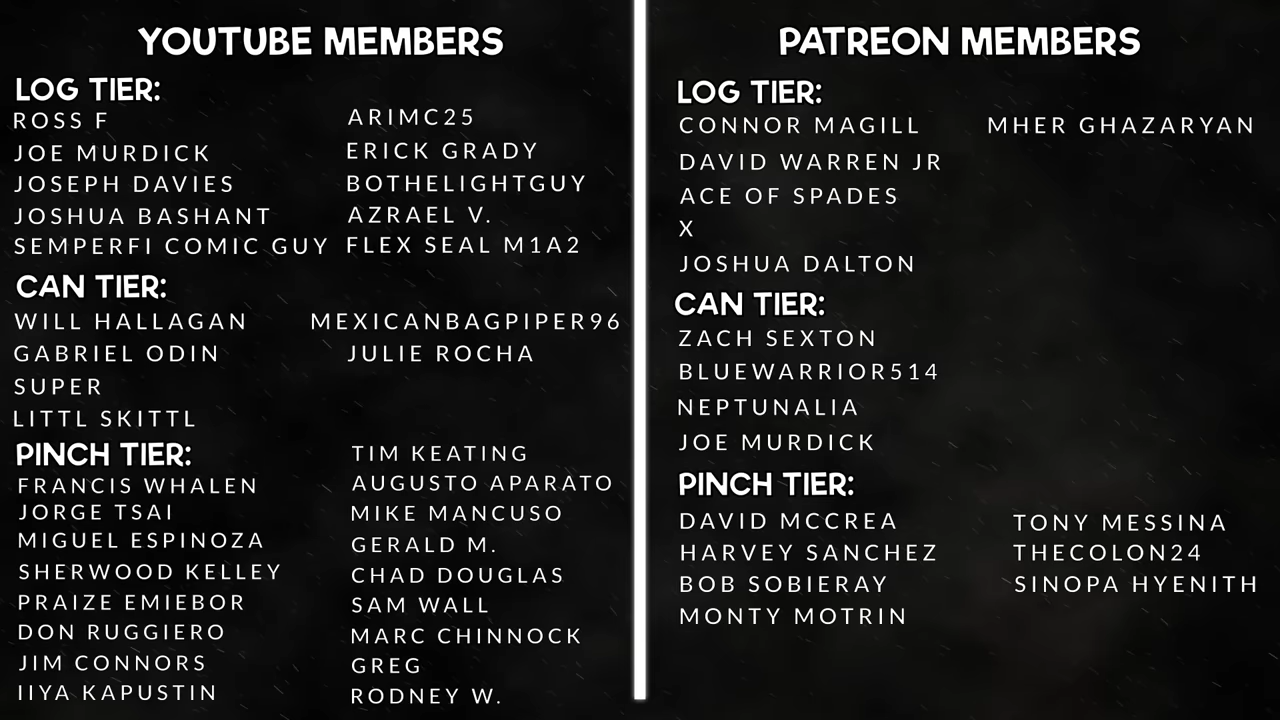 YOUTUBE MEMBERS
LOG TIER:
ROSS F
JOE MURDICK
JOSEPH DAVIES
JOSHUA BASHANT
SEMPERFI COMIC GUY
ARIMC25
ERICK GRADY
BOTHELIGHTGUY
AZRAEL V.
FLEX SEAL M1A2
CAN TIER:
WILL HALLAGAN
GABRIEL ODIN
SUPER
LITTL SKITTL
MEXICANBAGPIPER96
JULIE ROCHA
PINCH TIER:
FRANCIS WHALEN
JORGE TSAI
MIGUEL ESPINOZA
SHERWOOD KELLEY
PRAIZE EMIEBOR
DON RUGGIERO
JIM CONNORS
IIYA KAPUSTIN
TIM KEATING
AUGUSTO APARATO
MIKE MANCUSO
GERALD M.
CHAD DOUGLAS
SAM WALL
MARC CHINNOCK
GREG
RODNEY W.
PATREON MEMBERS
LOG TIER:
CONNOR MAGILL
DAVID WARREN JR
ACE OF SPADES
X
JOSHUA DALTON
MHER GHAZARYAN
CAN TIER:
ZACH SEXTON
BLUEWARRIOR514
NEPTUNALIA
JOE MURDICK
PINCH TIER:
DAVID MCCREA
HARVEY SANCHEZ
BOB SOBIERAY
MONTY MOTRIN
TONY MESSINA
THECOLON24
SINOPA HYENITH